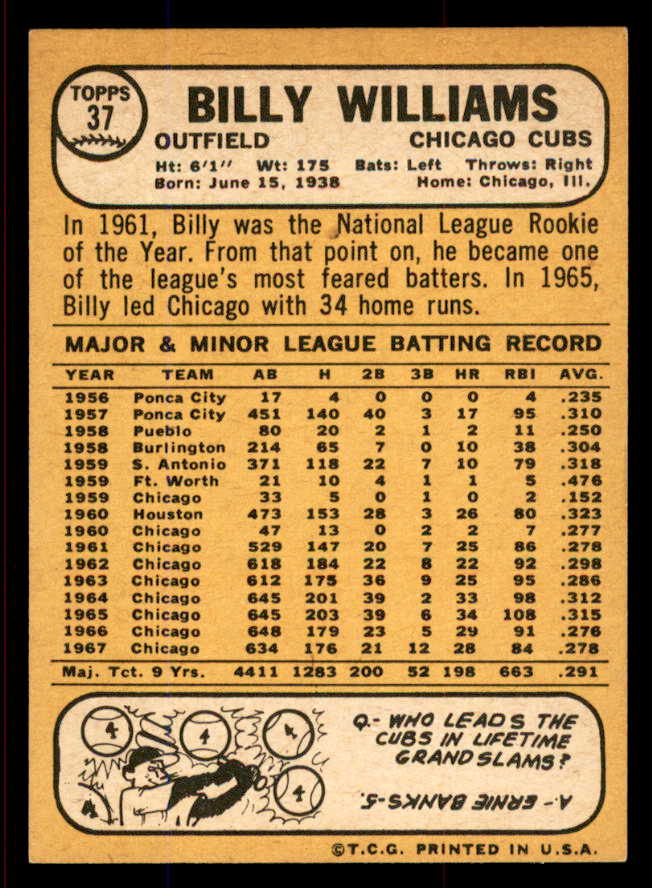 TOPPS
37
BILLY WILLIAMS
OUTFIELD CHICAGO CUBS
Ht: 6'1" Wt: 175 Bats: Left Throws: Right
Born: June 15, 1938 Home: Chicago, Ill.
In 1961, Billy was the National League Rookie
of the Year. From that point on, he became one
of the league's most feared batters. In 1965,
Billy led Chicago with 34 home runs.
MAJOR & MINOR LEAGUE BATTING RECORD
YEAR TEAM AB H 2B 3B HR RBI AVG.
1956 Ponca City 17 4 0 0 0 4 .235
1957 Ponca City 451 140 40 3 17 95 .310
1958 Pueblo 80 20 2 1 2 11 .250
1958 Burlington 214 65 7 0 10 38 .304
1959 S. Antonio 371 118 22 7 10 79 .318
1959 Ft. Worth 21 10 4 1 1 5 .476
1959 Chicago 33 5 0 1 0 2 .152
1960 Houston 473 153 28 3 26 80 .323
1960 Chicago 47 13 0 2 2 7 .277
1961 Chicago 529 147 20 7 25 86 .278
1962 Chicago 618 184 22 8 22 92 .298
1963 Chicago 612 175 36 9 25 95 .286
1964 Chicago 645 201 39 2 33 98 .312
1965 Chicago 645 203 39 6 34 108 .315
1966 Chicago 648 179 23 5 29 91 .276
1967 Chicago 634 176 21 12 28 84 .278
Maj. Tot. 9 Yrs. 4411 1283 200 52 198 663 .291
4 4 4 4 4
Q.- WHO LEADS THE
CUBS IN LIFETIME
GRAND SLAMS?
A.- ERNIE BANKS-5.
©T.C.G. PRINTED IN U.S.A.